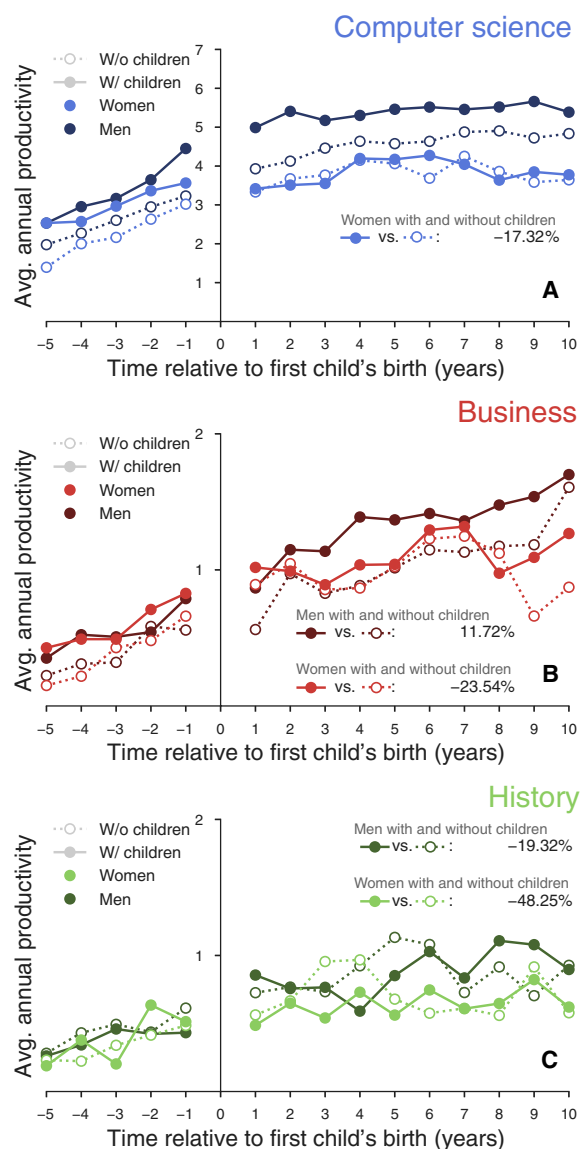 Computer science
Avg. annual productivity
7
6
5
4
3
2
1
W/o children
W/ children
Women
Men
Women with and without children
vs. : −17.32%
A
−5 −4 −3 −2 −1 0 1 2 3 4 5 6 7 8 9 10
Time relative to first child's birth (years)
Business
Avg. annual productivity
2
1
W/o children
W/ children
Women
Men
Men with and without children
vs. : 11.72%
Women with and without children
vs. : −23.54%
B
−5 −4 −3 −2 −1 0 1 2 3 4 5 6 7 8 9 10
Time relative to first child's birth (years)
History
Avg. annual productivity
2
1
W/o children
W/ children
Women
Men
Men with and without children
vs. : −19.32%
Women with and without children
vs. : −48.25%
C
−5 −4 −3 −2 −1 0 1 2 3 4 5 6 7 8 9 10
Time relative to first child's birth (years)